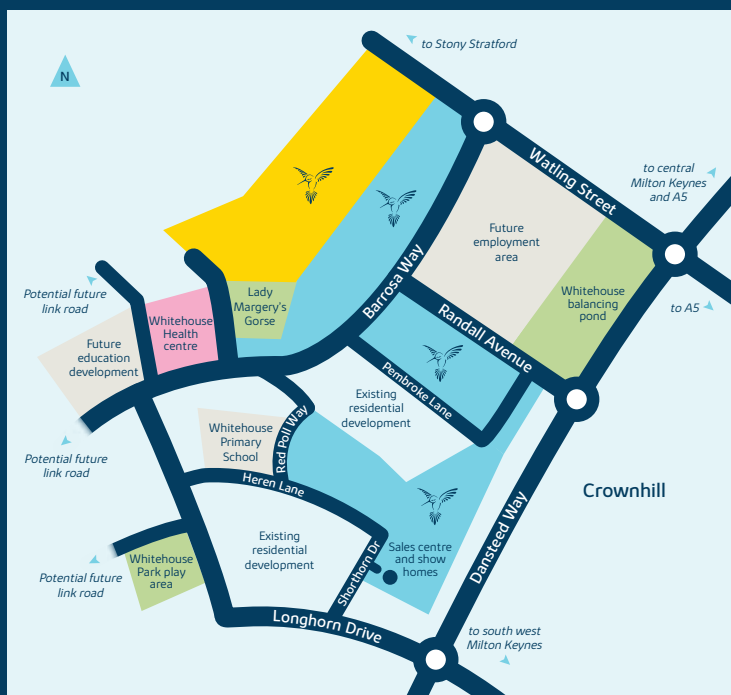 to Stony Stratford
N
Watling Street
to central
Milton Keynes
and A5
Future
employment
area
Barrosa Way
Potential future
link road
Lady
Margery's
Gorse
Whitehouse
balancing
pond
to A5
Whitehouse
Health
centre
Randall Avenue
Future
education
development
Pembroke Lane
Existing
residential
development
Red Poll Way
Whitehouse
Primary
School
Potential future
link road
Heren Lane
Crownhill
Dansteed Way
Existing
residential
development
Sales centre
and show
homes
Shorthorn Dr
Whitehouse
Park play
area
Potential future
link road
Longhorn Drive
to south west
Milton Keynes